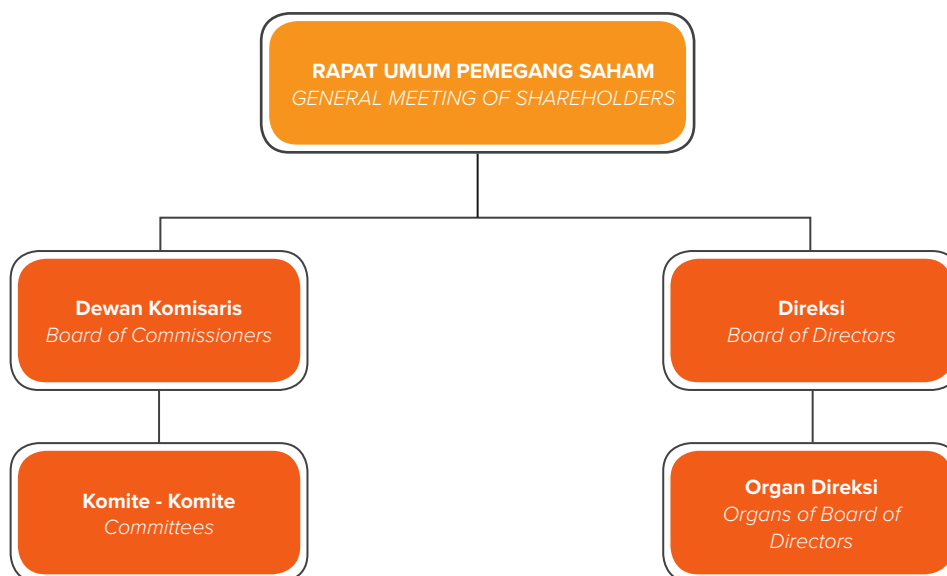 RAPAT UMUM PEMEGANG SAHAM
GENERAL MEETING OF SHAREHOLDERS
Dewan Komisaris
Board of Commissioners
Direksi
Board of Directors
Komite - Komite
Committees
Organ Direksi
Organs of Board of
Directors